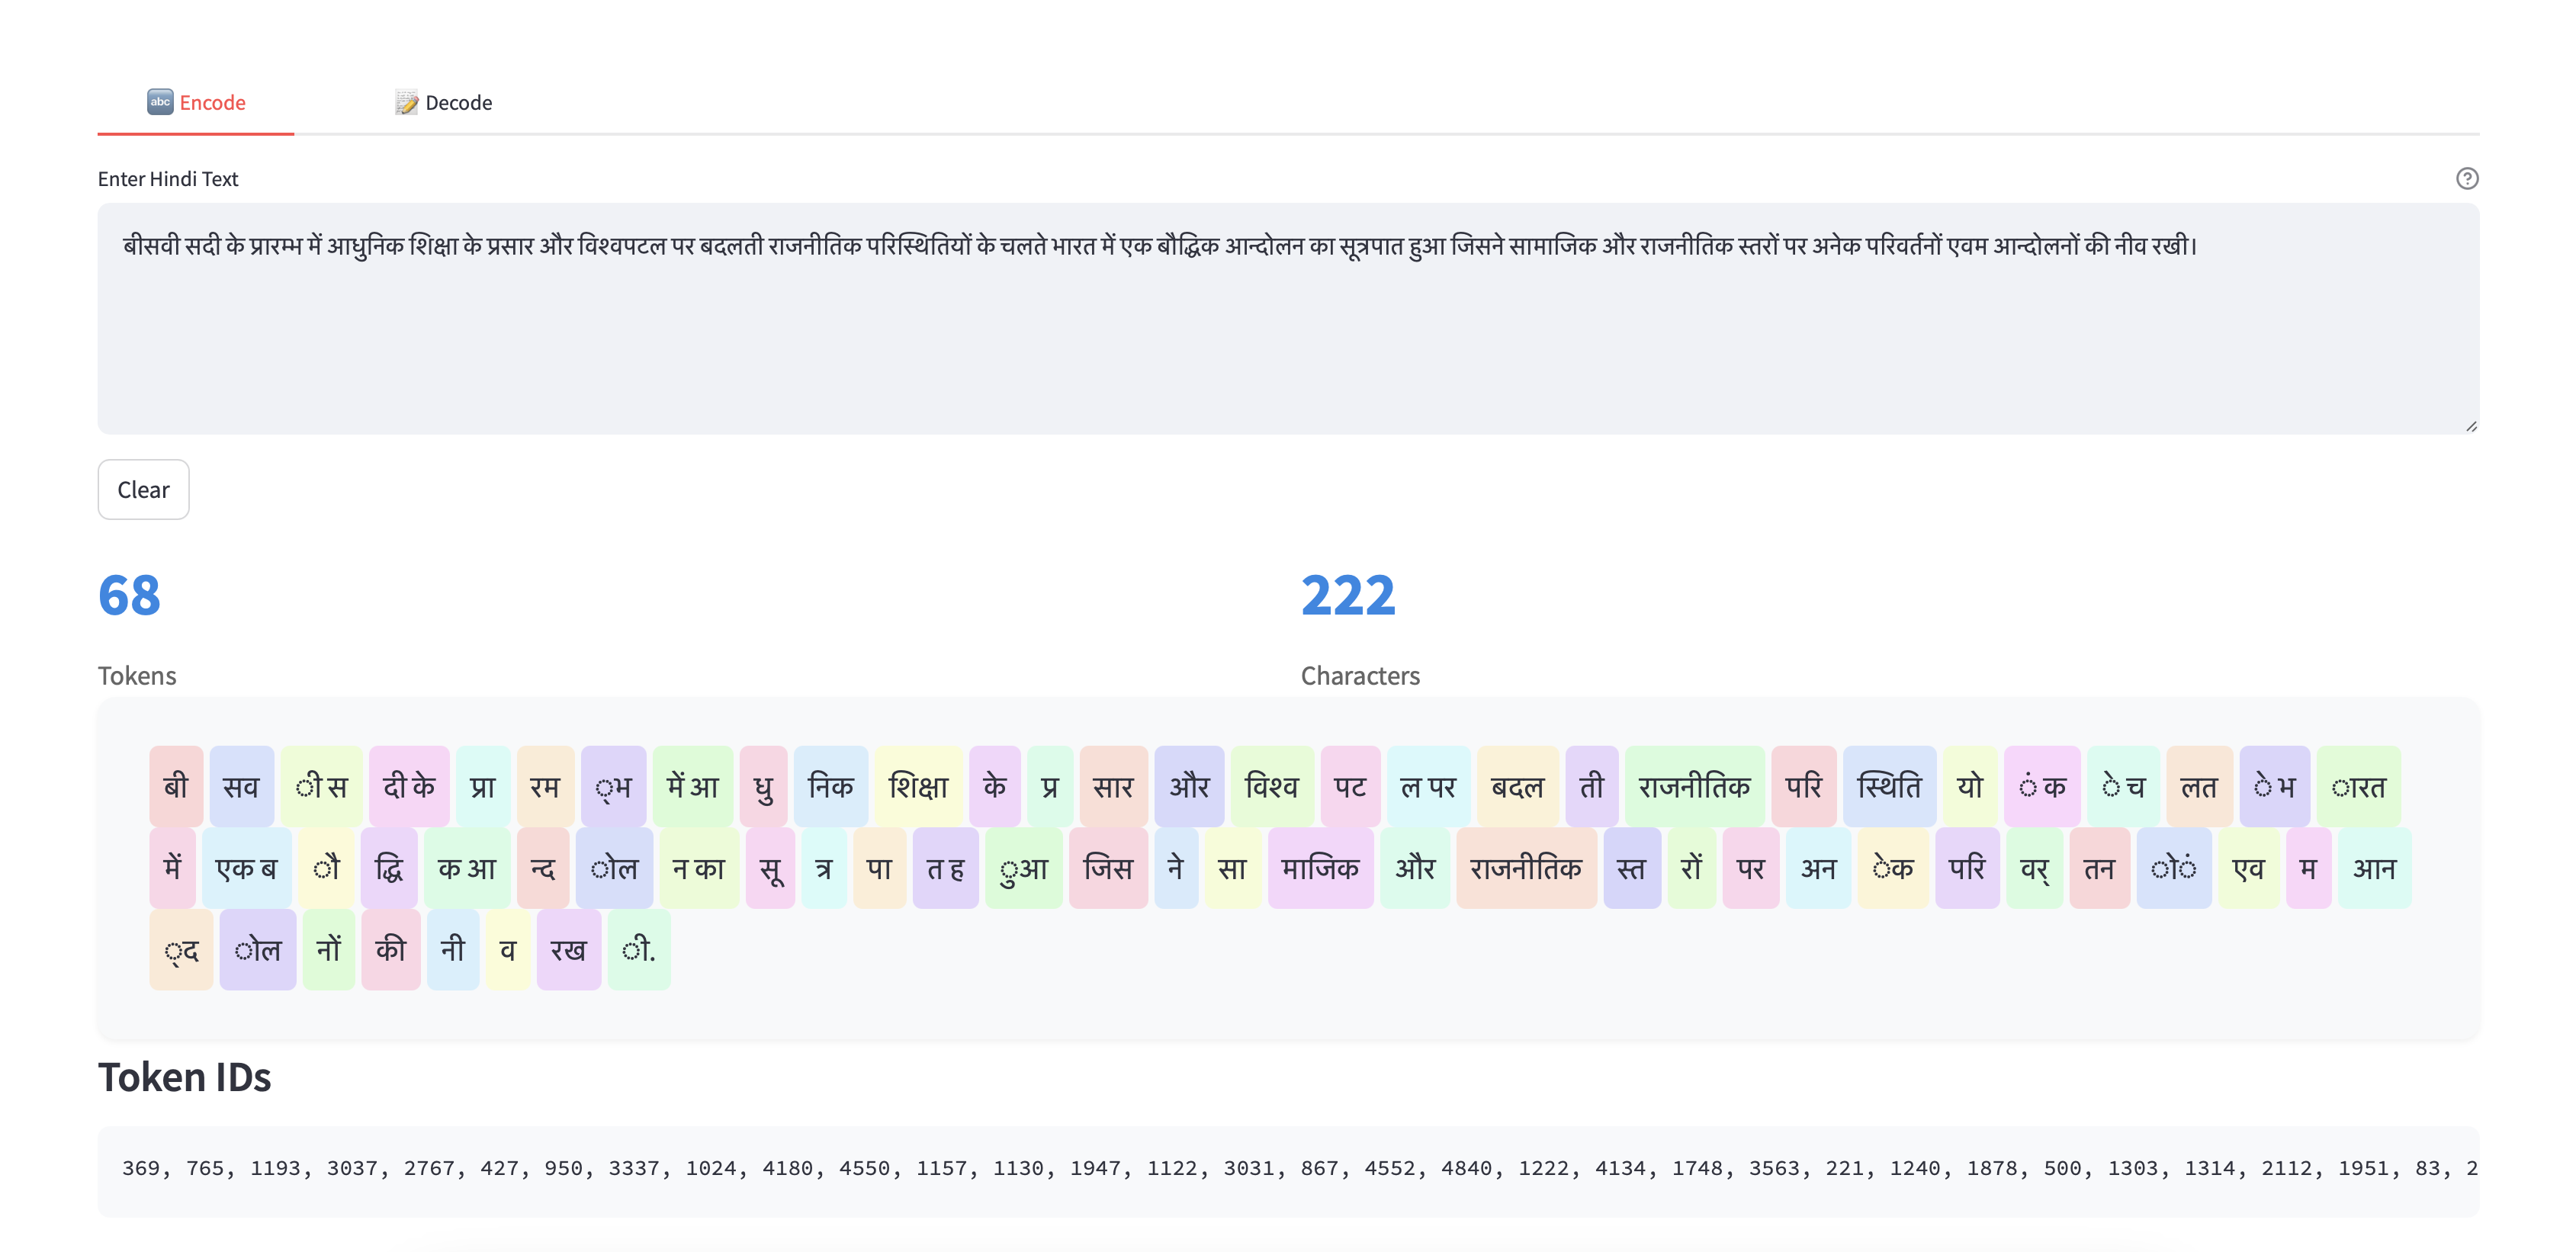 🔤 Encode 📝 Decode
Enter Hindi Text
बीसवी सदी के प्रारम्भ में आधुनिक शिक्षा के प्रसार और विश्वपटल पर बदलती राजनीतिक परिस्थितियों के चलते भारत में एक बौद्धिक आन्दोलन का सूत्रपात हुआ जिसने सामाजिक और राजनीतिक स्तरों पर अनेक परिवर्तनों एवम आन्दोलनों की नीव रखी।
Clear
68 222
Tokens Characters
बी सव ी स दी के प्रा रम ्भ में आ धु निक शिक्षा के प्र सार और विश्व पट ल पर बदल ती राजनीतिक परि स्थिति यो ं क े च लत े भ ारत
में एक ब ौ द्धि क आ न्द ोल न का सू त्र पा त ह ुआ जिस ने सा माजिक और राजनीतिक स्त रों पर अन ेक परि वर् तन ों एव म आन
्द ोल नों की नी व रख ी.
Token IDs
369, 765, 1193, 3037, 2767, 427, 950, 3337, 1024, 4180, 4550, 1157, 1130, 1947, 1122, 3031, 867, 4552, 4840, 1222, 4134, 1748, 3563, 221, 1240, 1878, 500, 1303, 1314, 2112, 1951, 83, 2